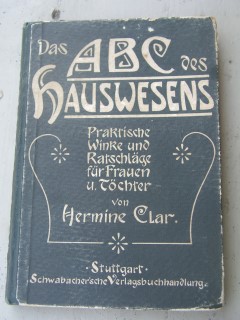 Das ABC des
HAUSWESENS
Praktische
Winke und
Ratschläge
für Frauen
u. Töchter
von
Hermine Clar.
· Stuttgart ·
Schwabacher'sche Verlagsbuchhandlung.